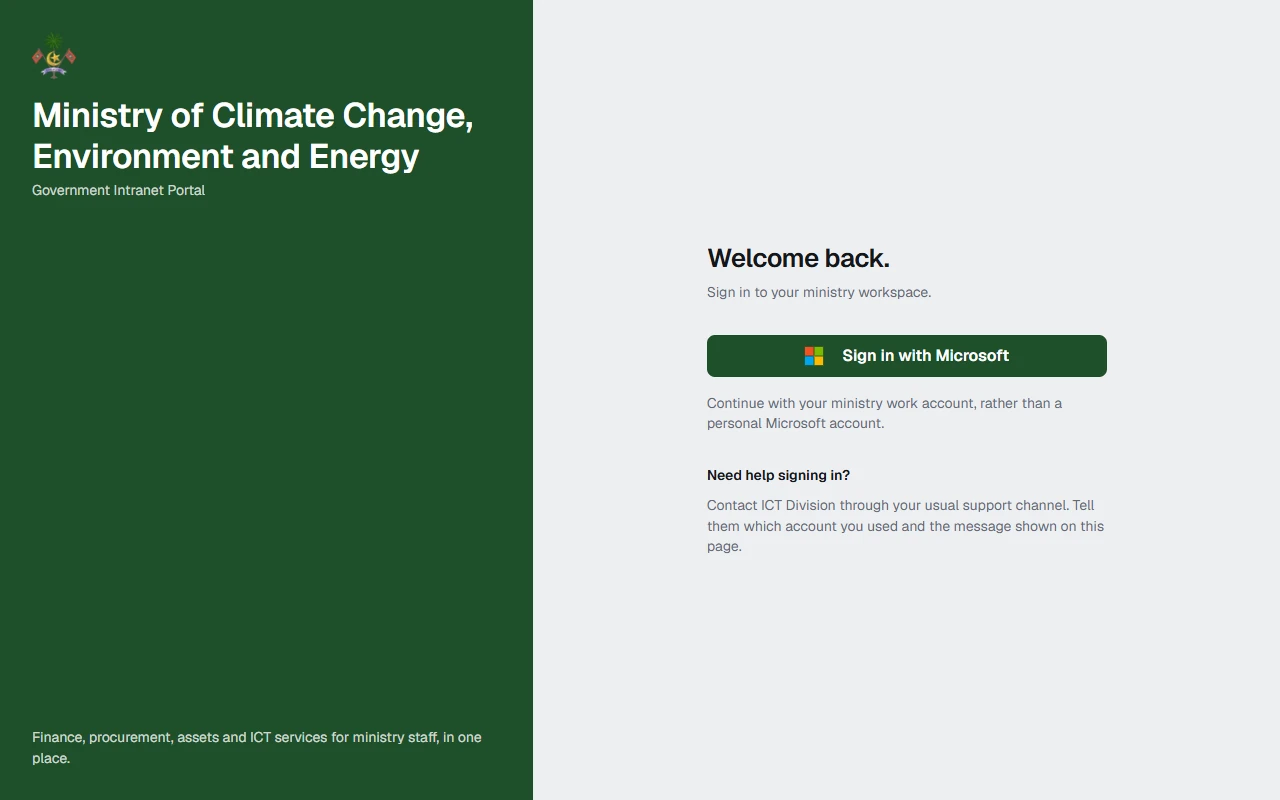 Ministry of Climate Change,
Environment and Energy
Government Intranet Portal
Finance, procurement, assets and ICT services for ministry staff, in one
place.
Welcome back.
Sign in to your ministry workspace.
Sign in with Microsoft
Continue with your ministry work account, rather than a
personal Microsoft account.
Need help signing in?
Contact ICT Division through your usual support channel. Tell
them which account you used and the message shown on this
page.